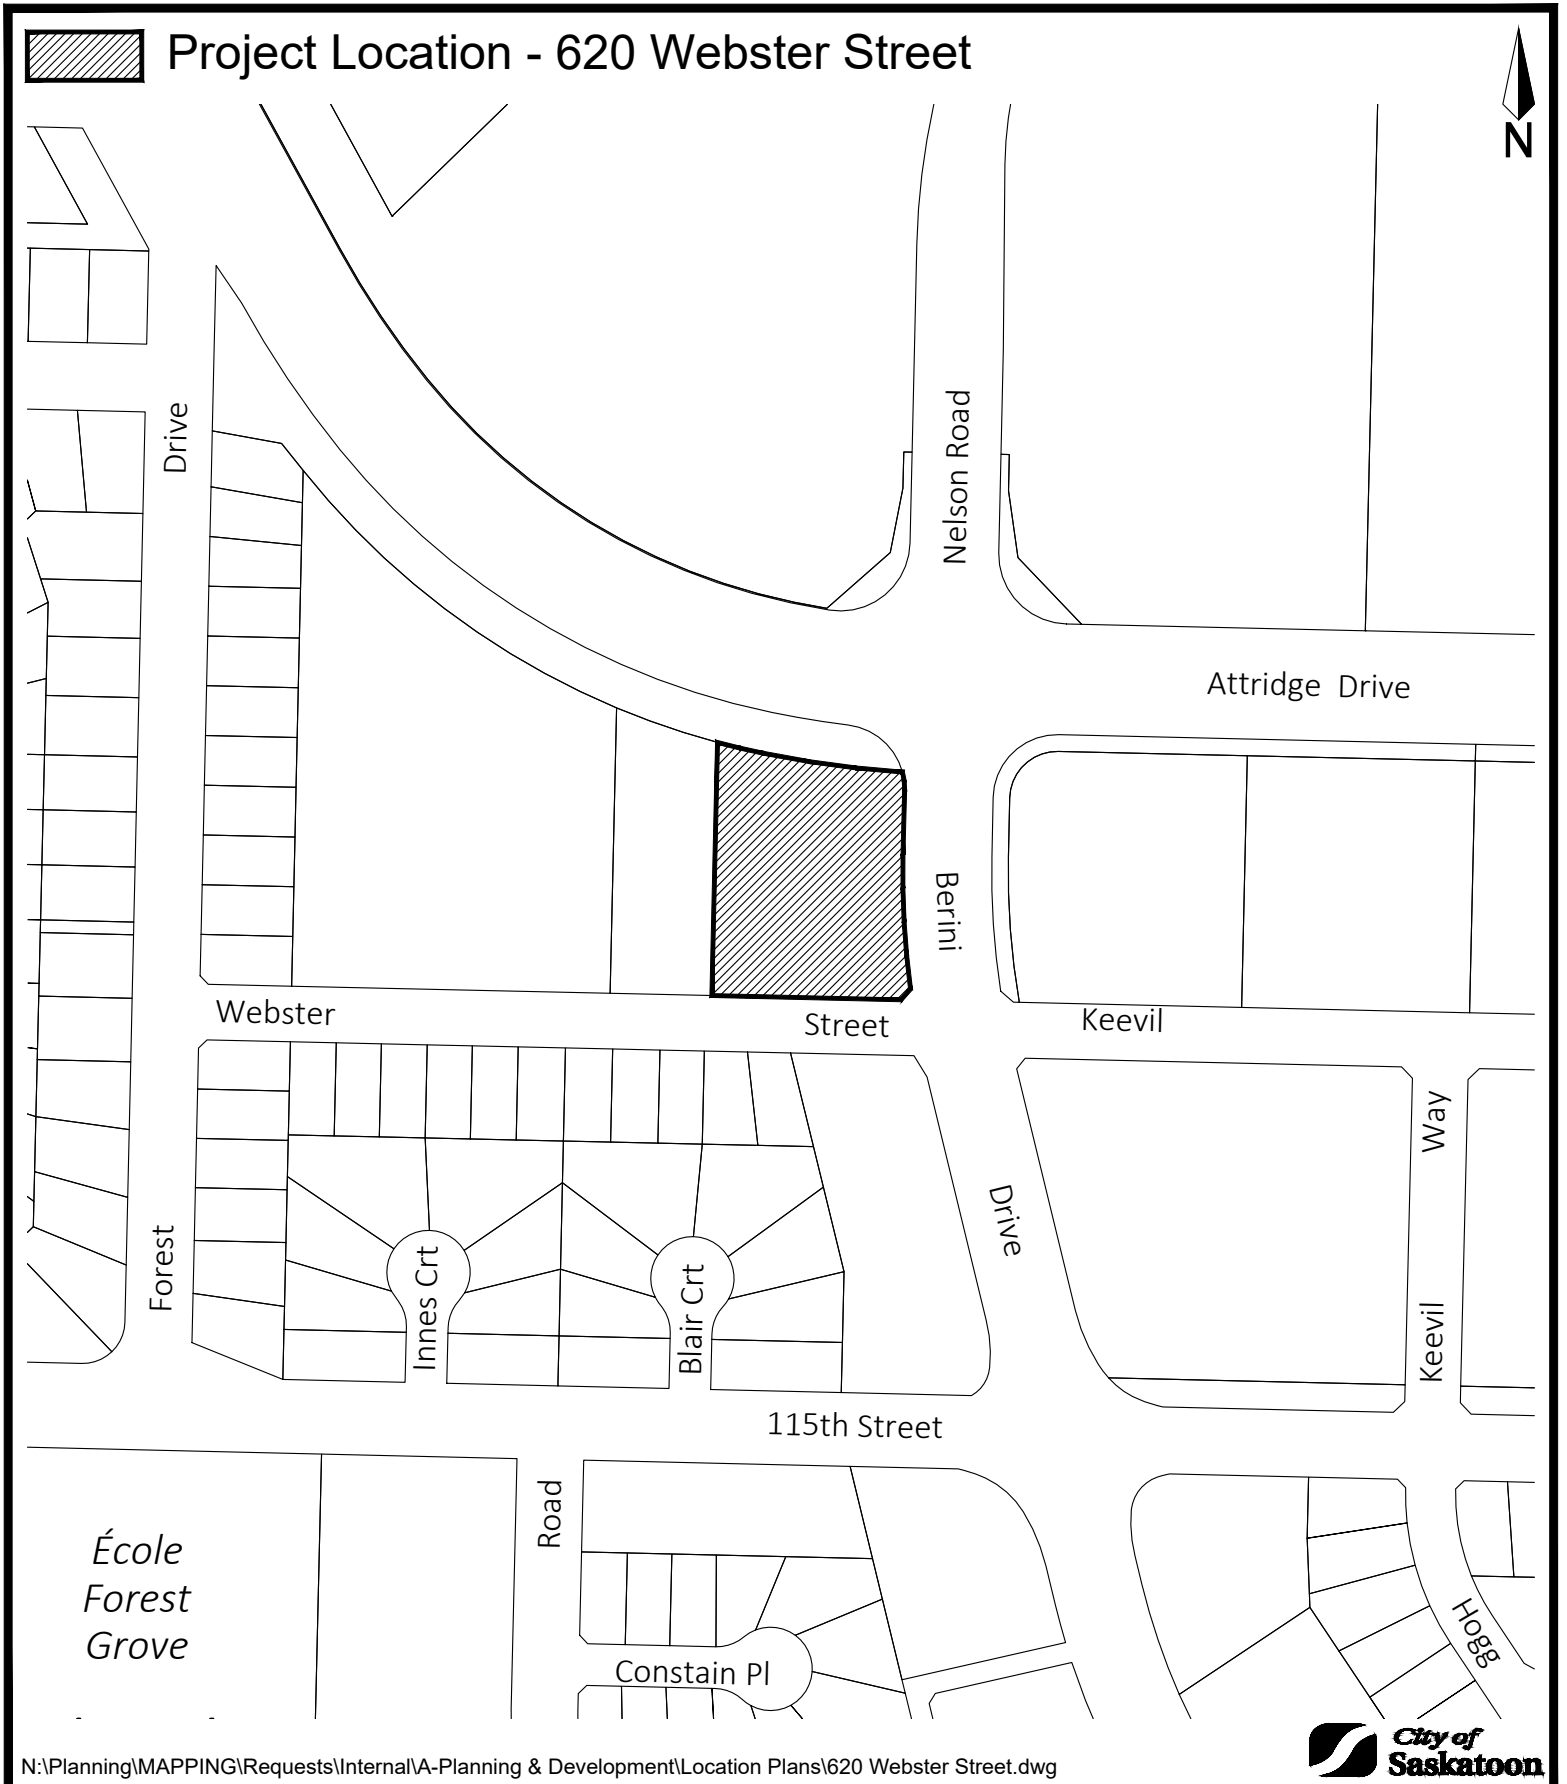 Project Location - 620 Webster Street
N
Drive
Nelson Road
Attridge Drive
Berini
Webster
Street
Keevil
Way
Drive
Forest
Innes Crt
Blair Crt
Keevil
115th Street
Road
École
Forest
Grove
Hogg
Constain Pl
City of
Saskatoon
N:\Planning\MAPPING\Requests\Internal\A-Planning & Development\Location Plans\620 Webster Street.dwg